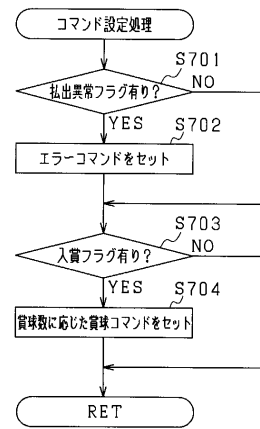 コマンド設定処理
S701
払出異常フラグ有り?
NO
YES
S702
エラーコマンドをセット
S703
入賞フラグ有り?
NO
YES
S704
賞球数に応じた賞球コマンドをセット
RET